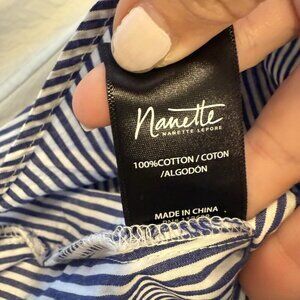 Nanette
NANETTE LEPORE
100%COTTON / COTON
/ALGODÓN
MADE IN CHINA